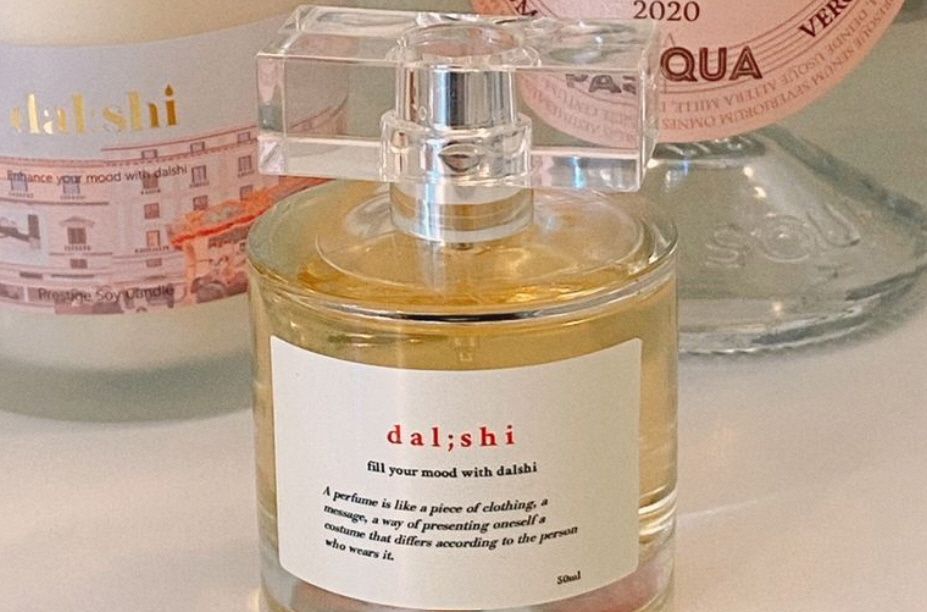 dal;shi
Enhance your mood with dalshi
Prestige Soy Candle
2020
QUA
SOU
dal;shi
fill your mood with dalshi
A perfume is like a piece of clothing, a
message, a way of presenting oneself a
costume that differs according to the person
who wears it.
50ml